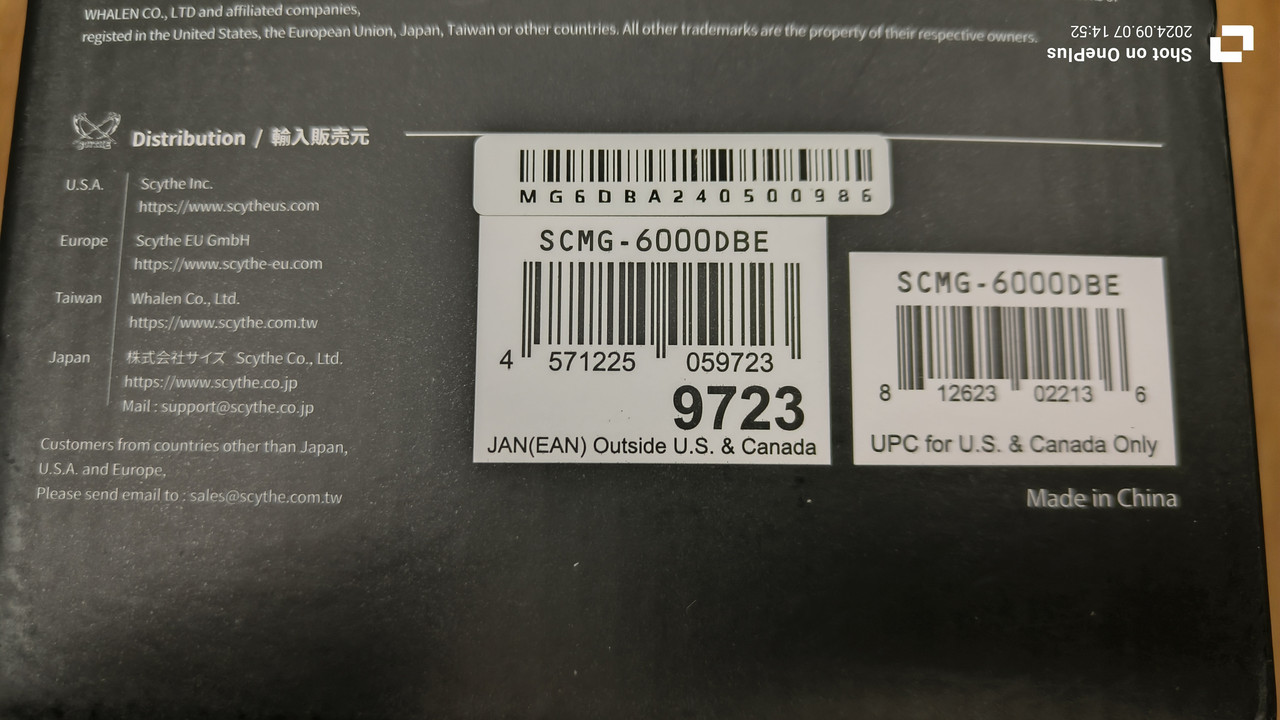 WHALEN CO., LTD and affiliated companies,
registed in the United States, the European Union, Japan, Taiwan or other countries. All other trademarks are the property of their respective owners.
Shot on OnePlus
2024.09.07 14:52
Distribution / 輸入販売元
U.S.A. Scythe Inc.
https://www.scytheus.com
Europe Scythe EU GmbH
https://www.scythe-eu.com
Taiwan Whalen Co., Ltd.
https://www.scythe.com.tw
Japan 株式会社サイズ Scythe Co., Ltd.
https://www.scythe.co.jp
Mail : support@scythe.co.jp
Customers from countries other than Japan,
U.S.A. and Europe,
Please send email to : sales@scythe.com.tw
MG6DBA240500986
SCMG-6000DBE
4 571225 059723
9723
JAN(EAN) Outside U.S. & Canada
SCMG-6000DBE
8 12623 02213 6
UPC for U.S. & Canada Only
Made in China